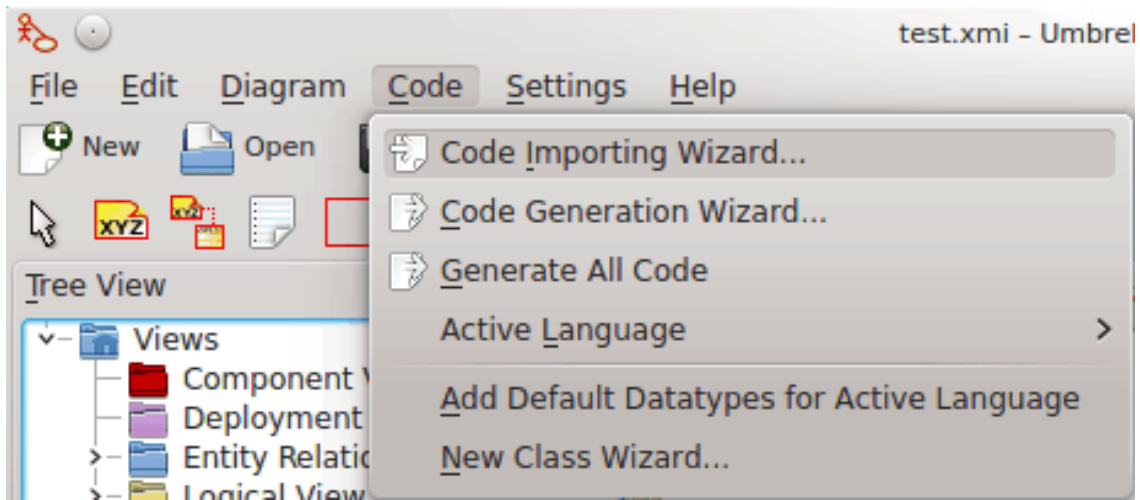 test.xmi – Umbrel
File Edit Diagram Code Settings Help
New Open
Code Importing Wizard...
XYZ
Code Generation Wizard...
Generate All Code
Tree View
Active Language
Views
Component
Deployment
Add Default Datatypes for Active Language
Entity Relatio
New Class Wizard...
Logical View